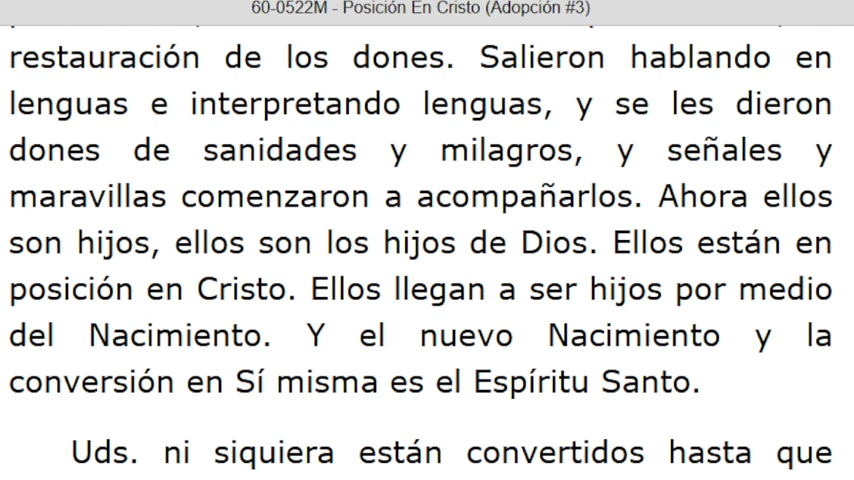 60-0522M - Posición En Cristo (Adopción #3)
restauración de los dones. Salieron hablando en
lenguas e interpretando lenguas, y se les dieron
dones de sanidades y milagros, y señales y
maravillas comenzaron a acompañarlos. Ahora ellos
son hijos, ellos son los hijos de Dios. Ellos están en
posición en Cristo. Ellos llegan a ser hijos por medio
del Nacimiento. Y el nuevo Nacimiento y la
conversión en Sí misma es el Espíritu Santo.
Uds. ni siquiera están convertidos hasta que